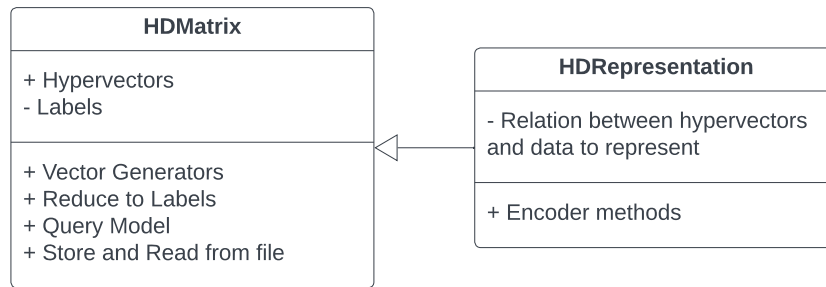 HDMatrix
+ Hypervectors
- Labels
+ Vector Generators
+ Reduce to Labels
+ Query Model
+ Store and Read from file
HDRepresentation
- Relation between hypervectors
and data to represent
+ Encoder methods